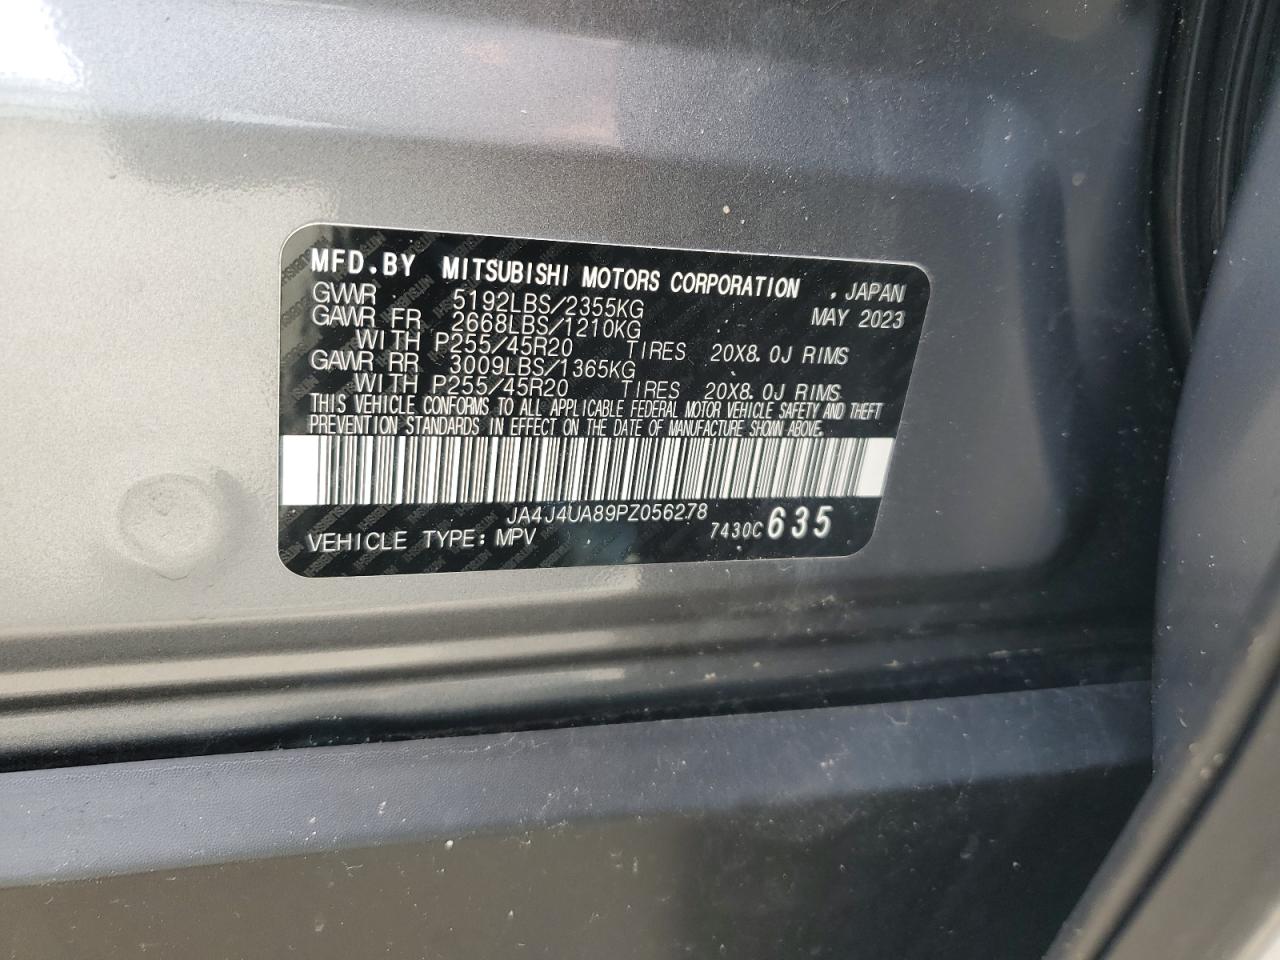 MFD.BY MITSUBISHI MOTORS CORPORATION , JAPAN
GVWR 5192LBS/2355KG MAY 2023
GAWR FR 2668LBS/1210KG
WITH P255/45R20 TIRES 20X8.0J RIMS
GAWR RR 3009LBS/1365KG
WITH P255/45R20 TIRES 20X8.0J RIMS
THIS VEHICLE CONFORMS TO ALL APPLICABLE FEDERAL MOTOR VEHICLE SAFETY AND THEFT
PREVENTION STANDARDS IN EFFECT ON THE DATE OF MANUFACTURE SHOWN ABOVE.
JA4J4UA89PZ056278
VEHICLE TYPE: MPV 7430C 635